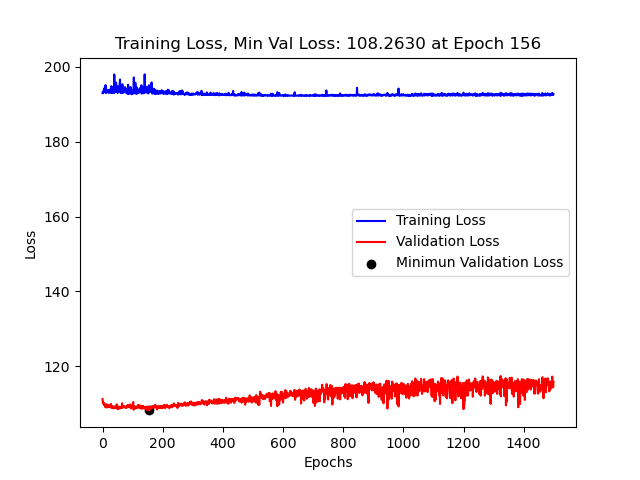 Training Loss, Min Val Loss: 108.2630 at Epoch 156
200
180
160
140
120
Loss
Training Loss
Validation Loss
Minimun Validation Loss
0 200 400 600 800 1000 1200 1400
Epochs